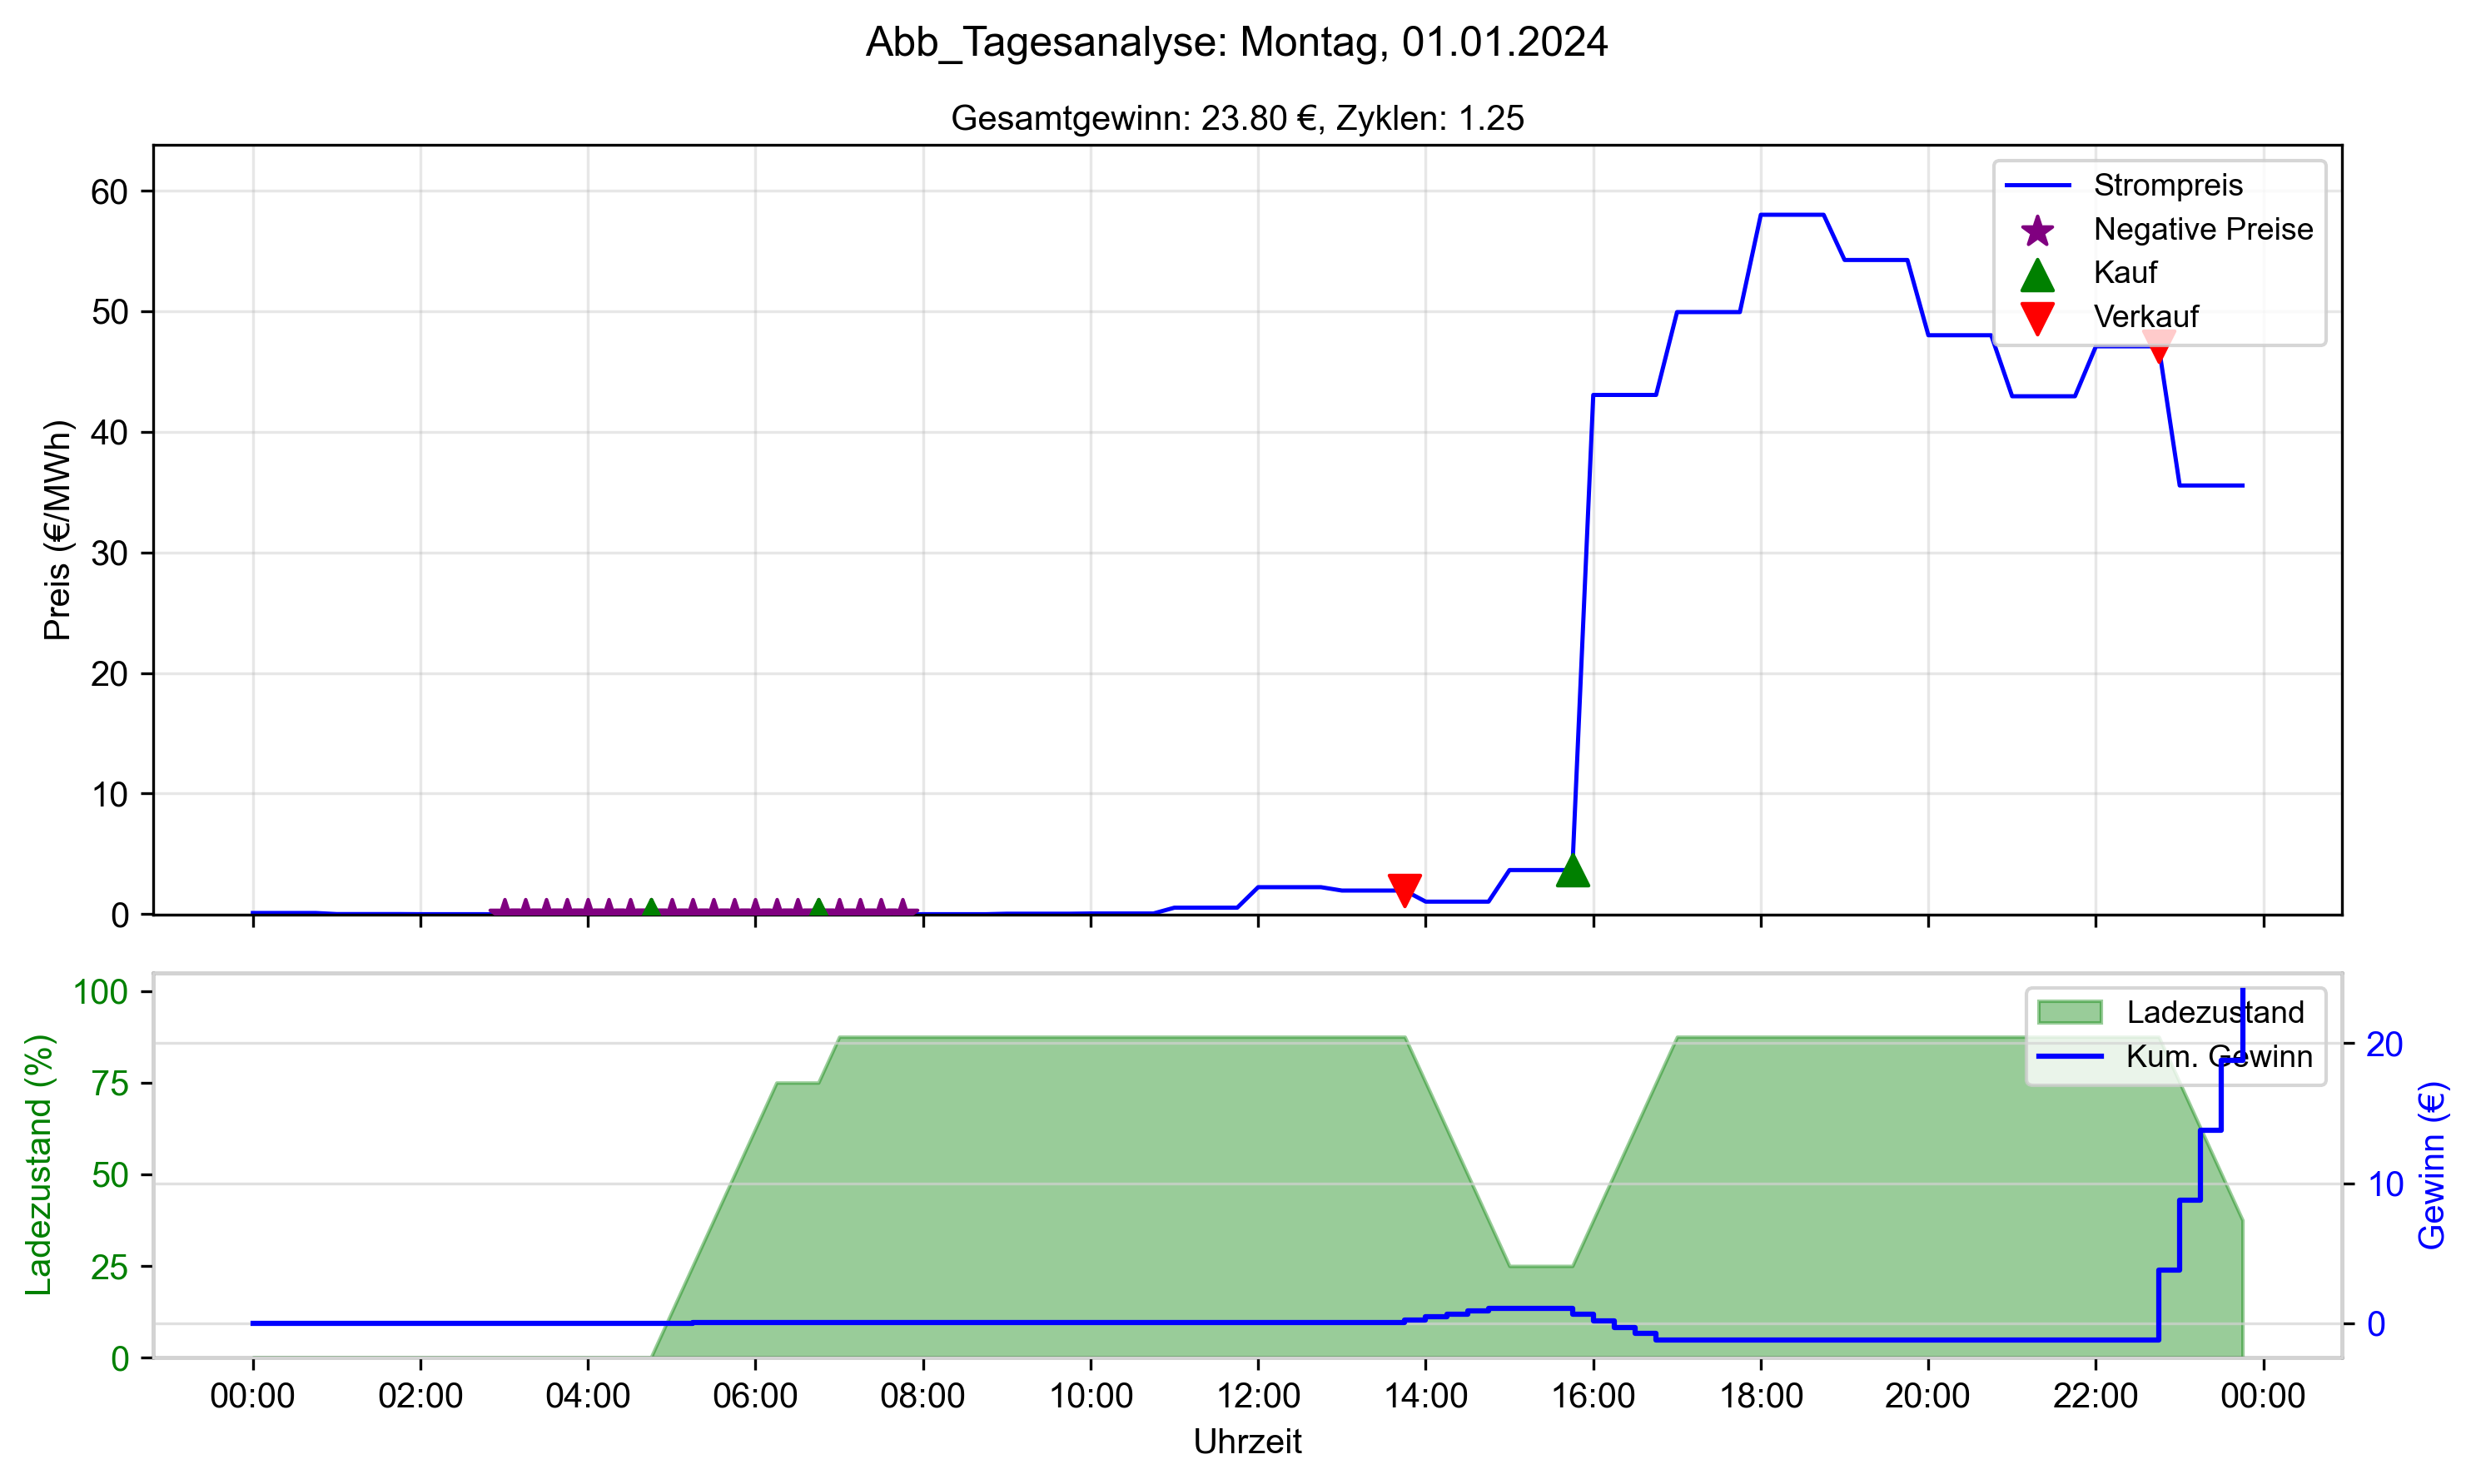 Abb_Tagesanalyse: Montag, 01.01.2024
Gesamtgewinn: 23.80 €, Zyklen: 1.25
Preis (€/MWh)
60
50
40
30
20
10
0
Strompreis
Negative Preise
Kauf
Verkauf
Ladezustand (%)
100
75
50
25
0
Ladezustand
Kum. Gewinn
20
10
0
Gewinn (€)
00:00 02:00 04:00 06:00 08:00 10:00 12:00 14:00 16:00 18:00 20:00 22:00 00:00
Uhrzeit